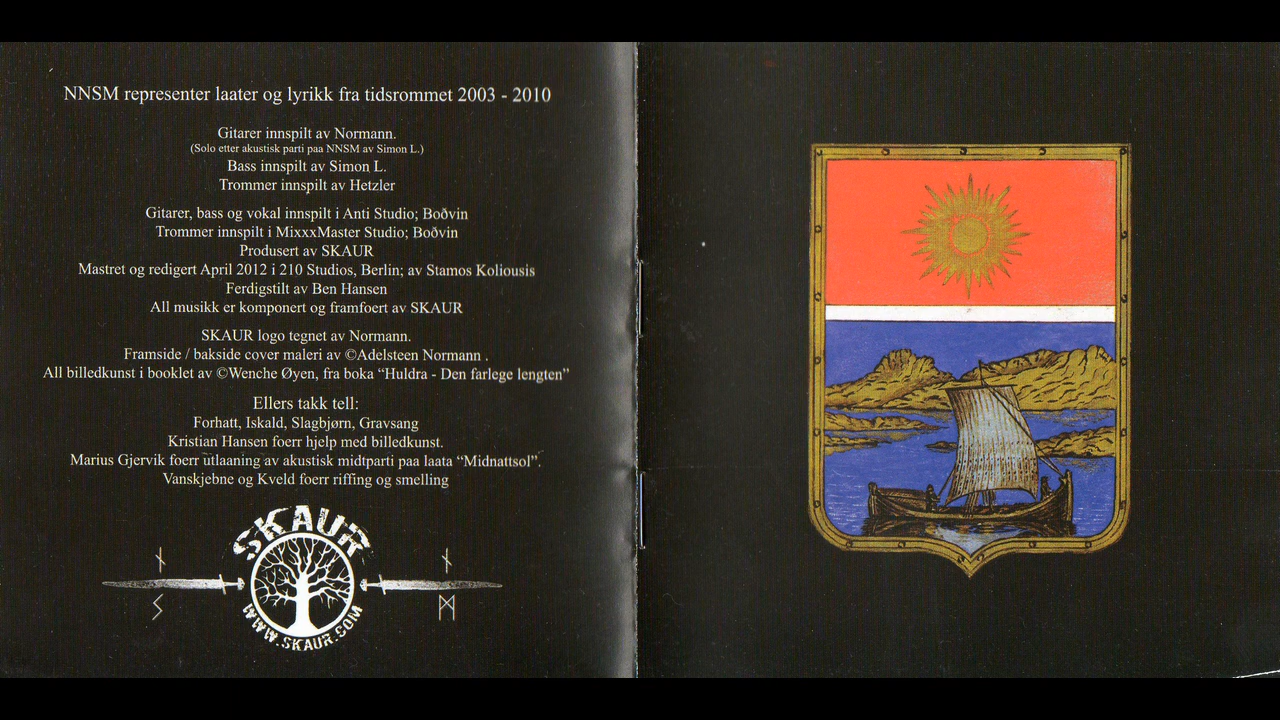 NNSM representer laater og lyrikk fra tidsrommet 2003 - 2010
Gitarer innspilt av Normann.
(Solo etter akustisk parti paa NNSM av Simon L.)
Bass innspilt av Simon L.
Trommer innspilt av Hetzler
Gitarer, bass og vokal innspilt i Anti Studio; Boðvin
Trommer innspilt i MixxxMaster Studio; Boðvin
Produsert av SKAUR
Mastret og redigert April 2012 i 210 Studios, Berlin; av Stamos Koliousis
Ferdigstilt av Ben Hansen
All musikk er komponert og framfoert av SKAUR
SKAUR logo tegnet av Normann.
Framside / bakside cover maleri av ©Adelsteen Normann .
All billedkunst i booklet av ©Wenche Øyen, fra boka “Huldra - Den farlege lengten”
Ellers takk tell:
Forhatt, Iskald, Slagbjørn, Gravsang
Kristian Hansen foerr hjelp med billedkunst.
Marius Gjervik foerr utlaaning av akustisk midtparti paa laata “Midnattsol”.
Vanskjebne og Kveld foerr riffing og smelling
SKAUR
ᚾ ᚾ
ᛊ ᛗ
WWW.SKAUR.COM